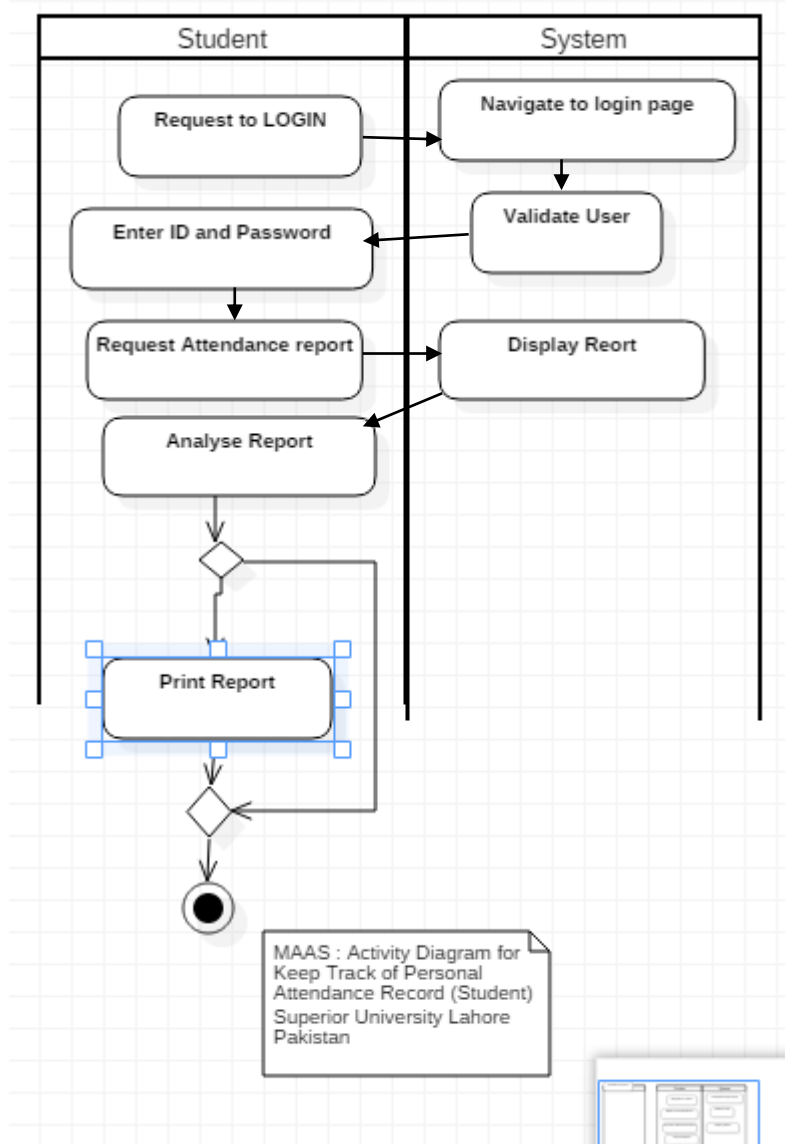 Student
System
Request to LOGIN
Navigate to login page
Enter ID and Password
Validate User
Request Attendance report
Display Reort
Analyse Report
Print Report
MAAS : Activity Diagram for
Keep Track of Personal
Attendance Record (Student)
Superior University Lahore
Pakistan